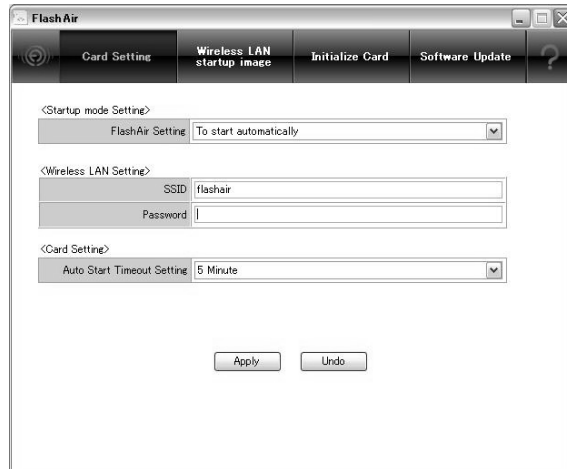 FlashAir
Card Setting
Wireless LAN
startup image
Initialize Card
Software Update
?
<Startup mode Setting>
FlashAir Setting To start automatically
<Wireless LAN Setting>
SSID flashair
Password
<Card Setting>
Auto Start Timeout Setting 5 Minute
Apply Undo